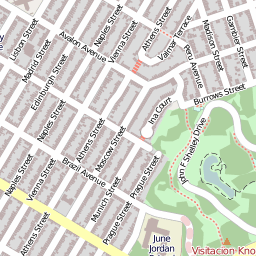 Lisbon Street
Madrid Street
Naples Street
Vienna Street
Athens Street
Valmar Terrace
Madison Street
Gambier Street
Avalon Avenue
Peru Avenue
Edinburgh Street
Ina Court
Burrows Street
Naples Street
Athens Street
Moscow Street
John F Shelley Drive
Naples Street
Vienna Street
Brazil Avenue
Prague Street
Munich Street
Athens Street
Prague Street
June
Jordan
Visitacion Kno